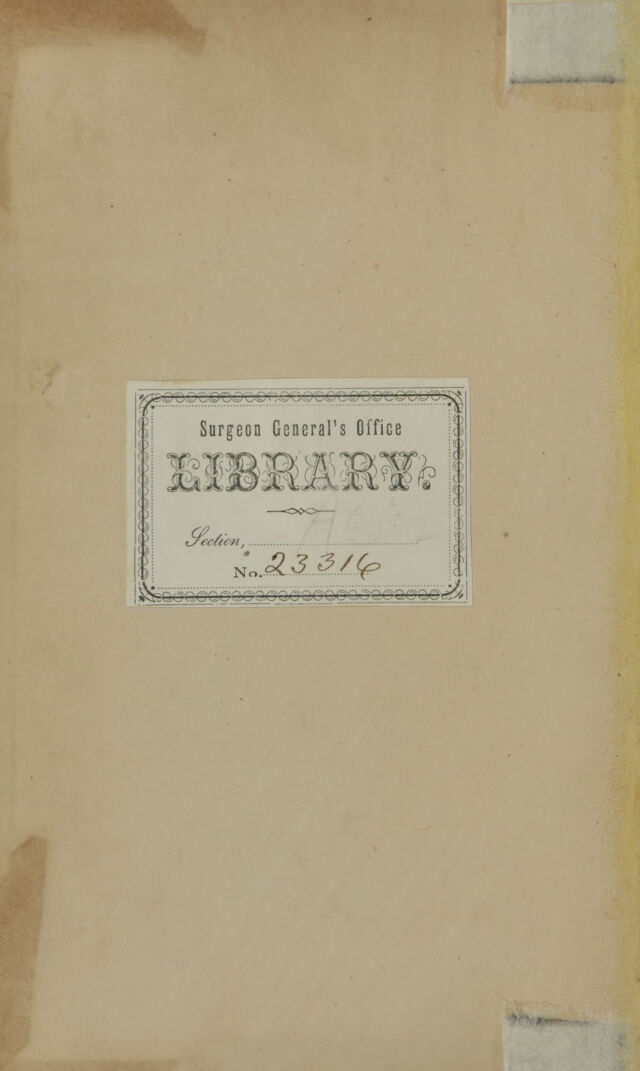 Surgeon General's Office
LIBRARY.
Section,
No. 23316